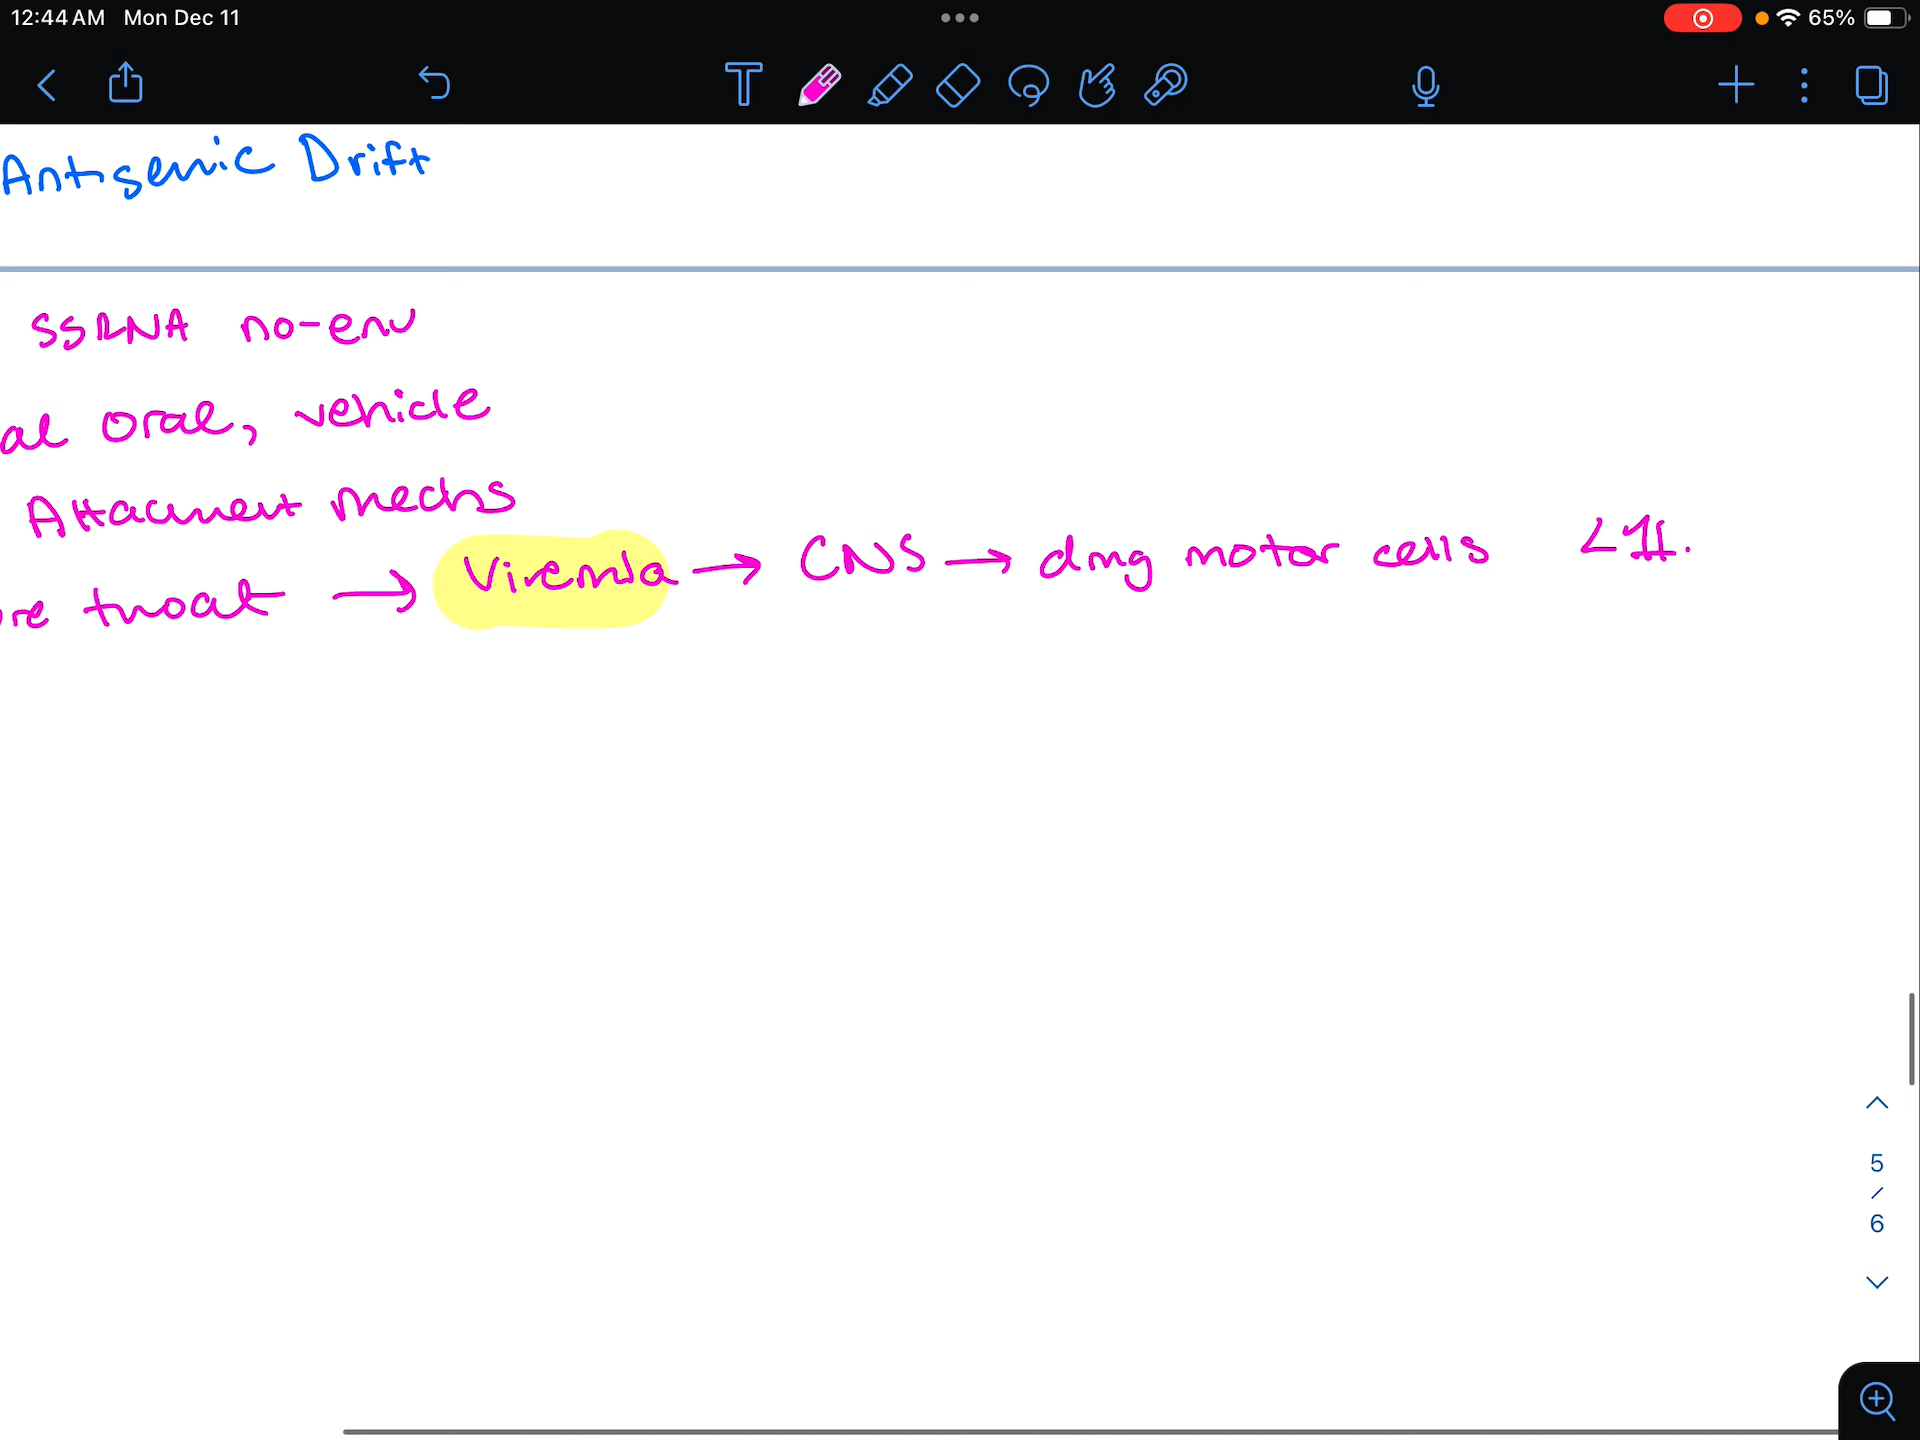 12:44 AM Mon Dec 11 65%
Antigenic Drift
SSRNA no-env
al oral, vehicle
Attachment mechs
re throat → Viremia → CNS → dmg motor cells
5
/
6